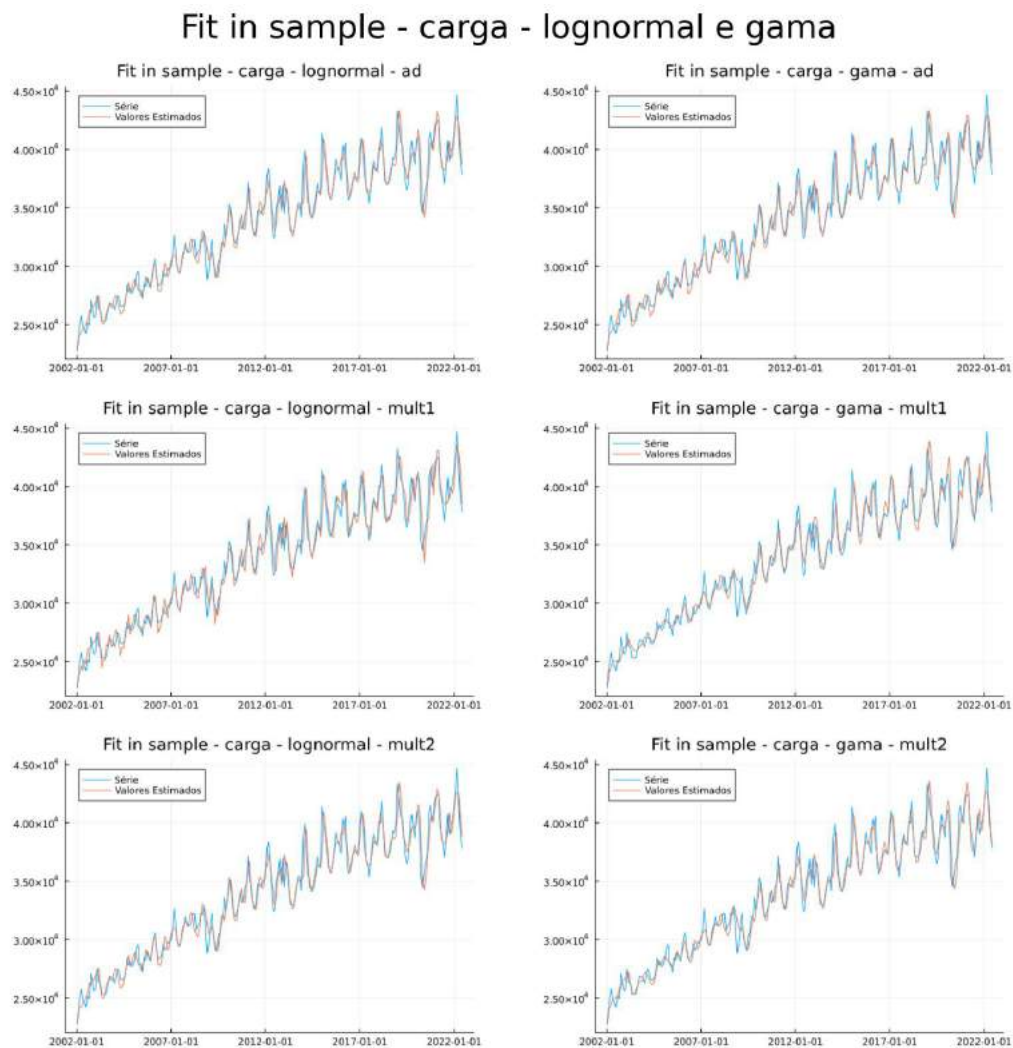 Fit in sample - carga - lognormal e gama
Fit in sample - carga - lognormal - ad
4.50×10⁴
4.00×10⁴
3.50×10⁴
3.00×10⁴
2.50×10⁴
Série
Valores Estimados
2002-01-01 2007-01-01 2012-01-01 2017-01-01 2022-01-01
Fit in sample - carga - gama - ad
4.50×10⁴
4.00×10⁴
3.50×10⁴
3.00×10⁴
2.50×10⁴
Série
Valores Estimados
2002-01-01 2007-01-01 2012-01-01 2017-01-01 2022-01-01
Fit in sample - carga - lognormal - mult1
4.50×10⁴
4.00×10⁴
3.50×10⁴
3.00×10⁴
2.50×10⁴
Série
Valores Estimados
2002-01-01 2007-01-01 2012-01-01 2017-01-01 2022-01-01
Fit in sample - carga - gama - mult1
4.50×10⁴
4.00×10⁴
3.50×10⁴
3.00×10⁴
2.50×10⁴
Série
Valores Estimados
2002-01-01 2007-01-01 2012-01-01 2017-01-01 2022-01-01
Fit in sample - carga - lognormal - mult2
4.50×10⁴
4.00×10⁴
3.50×10⁴
3.00×10⁴
2.50×10⁴
Série
Valores Estimados
2002-01-01 2007-01-01 2012-01-01 2017-01-01 2022-01-01
Fit in sample - carga - gama - mult2
4.50×10⁴
4.00×10⁴
3.50×10⁴
3.00×10⁴
2.50×10⁴
Série
Valores Estimados
2002-01-01 2007-01-01 2012-01-01 2017-01-01 2022-01-01